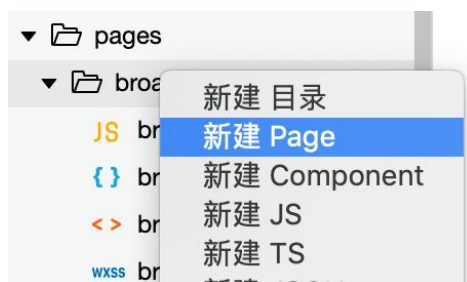 pages
broa
新建 目录
JS br
新建 Page
{ } br
新建 Component
< > br
新建 JS
新建 TS
wxss br